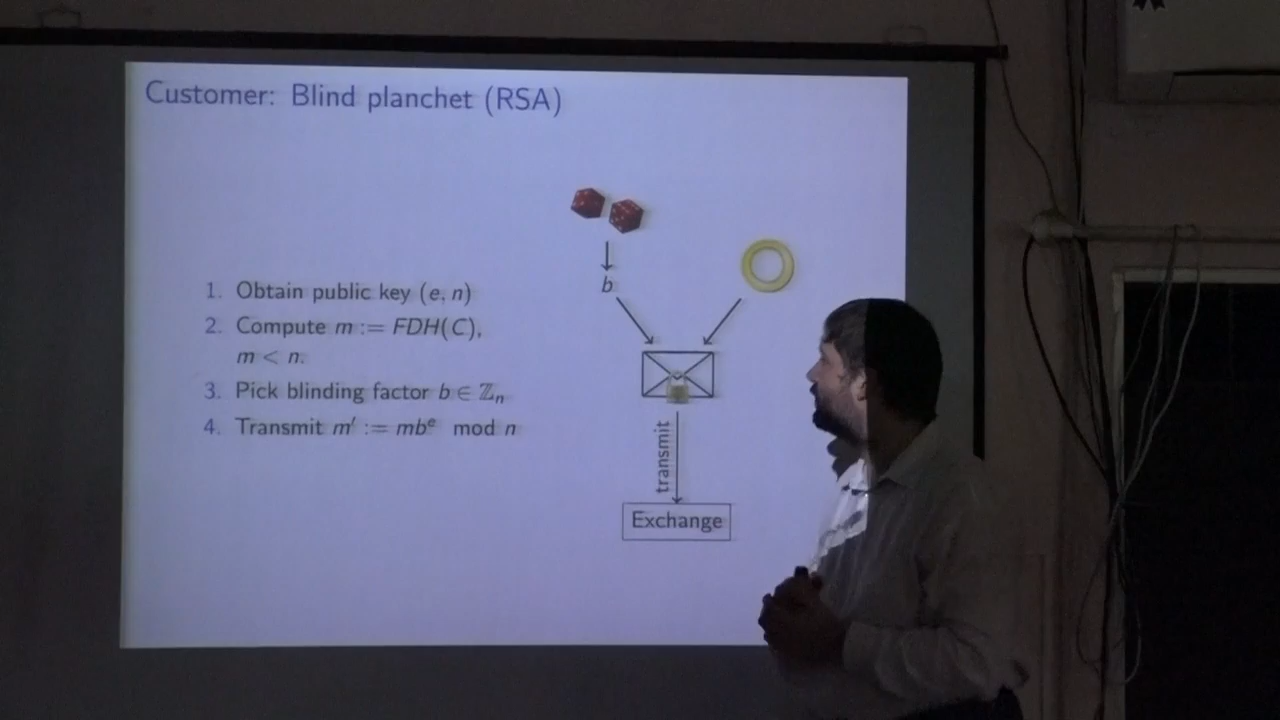 Customer: Blind planchet (RSA)
1. Obtain public key (e, n)
2. Compute m := FDH(C),
m < n.
3. Pick blinding factor b ∈ ℤₙ
4. Transmit m′ := mbᵉ mod n
b
transmit
Exchange